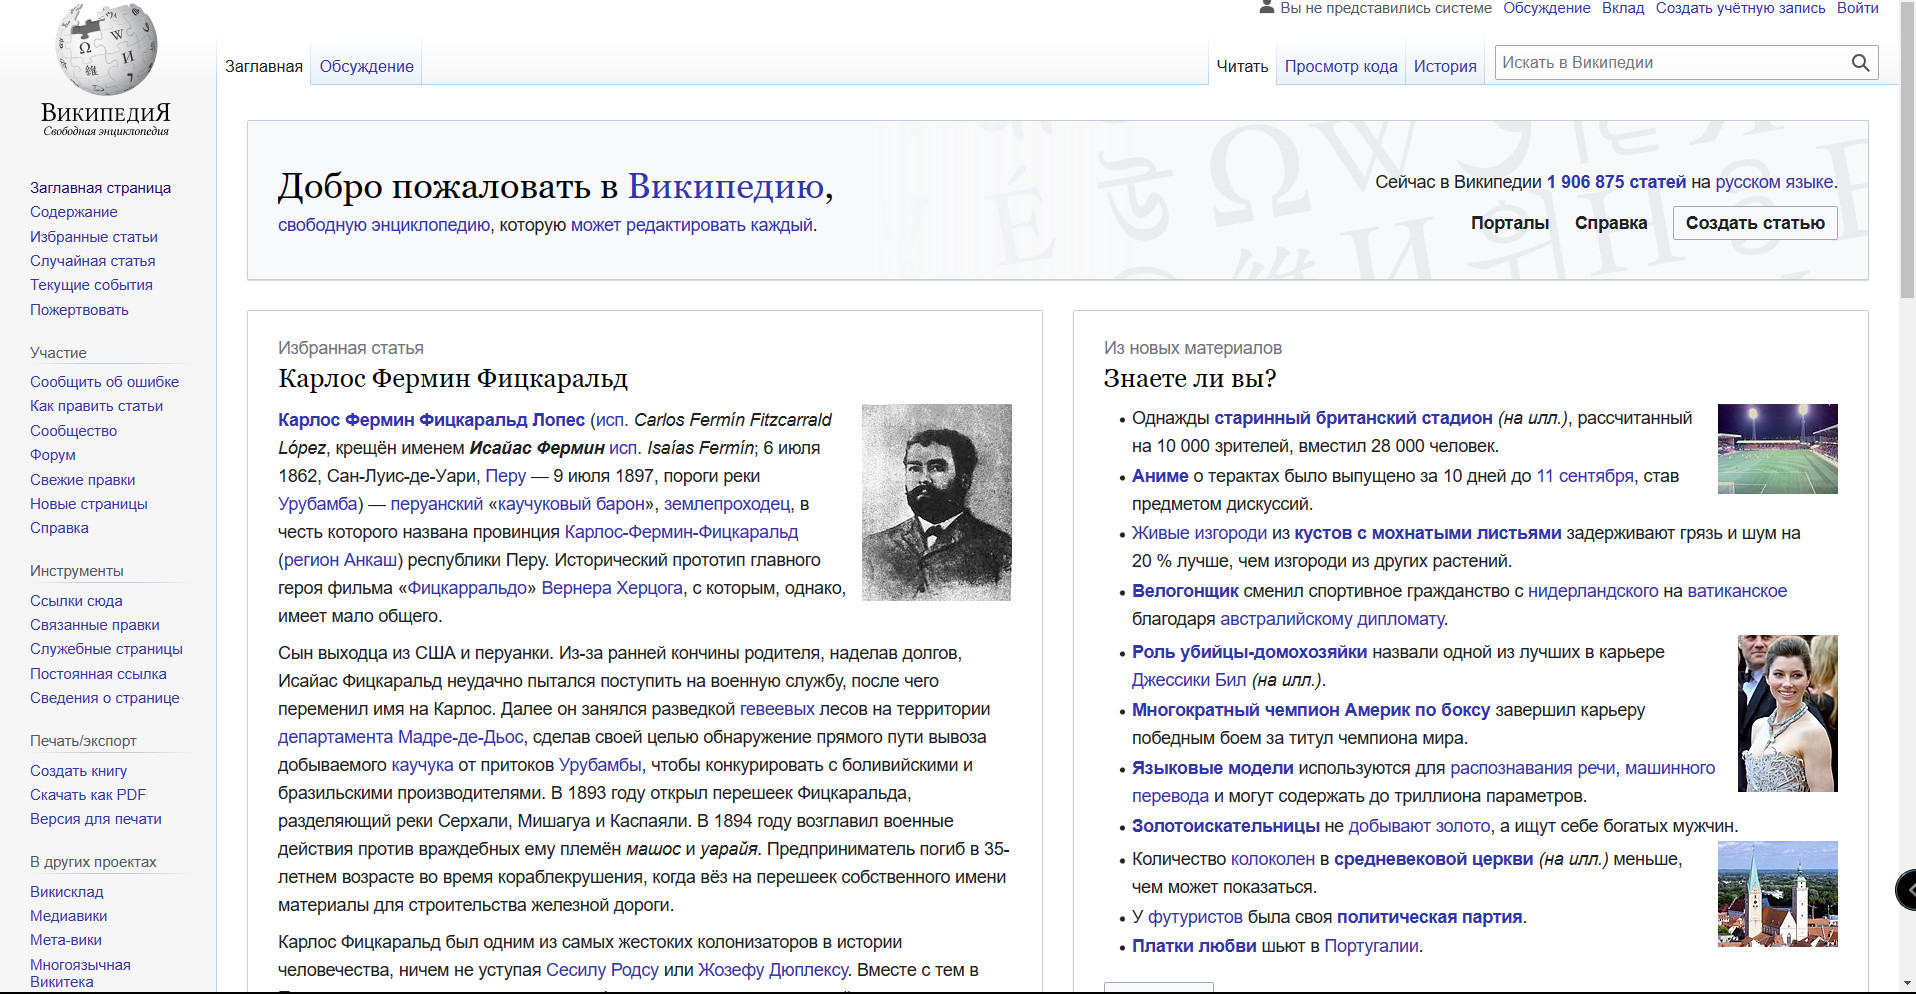 Вы не представились системе Обсуждение Вклад Создать учётную запись Войти
Заглавная Обсуждение
Читать Просмотр кода История
Искать в Википедии
ВикипедиЯ
Свободная энциклопедия
Заглавная страница
Содержание
Избранные статьи
Случайная статья
Текущие события
Пожертвовать
Участие
Сообщить об ошибке
Как править статьи
Сообщество
Форум
Свежие правки
Новые страницы
Справка
Инструменты
Ссылки сюда
Связанные правки
Служебные страницы
Постоянная ссылка
Сведения о странице
Печать/экспорт
Создать книгу
Скачать как PDF
Версия для печати
В других проектах
Викисклад
Медиавики
Мета-вики
Многоязычная
Викитека
Добро пожаловать в Википедию,
свободную энциклопедию, которую может редактировать каждый.
Сейчас в Википедии 1 906 875 статей на русском языке.
Порталы Справка Создать статью
Избранная статья
Карлос Фермин Фицкаральд
Карлос Фермин Фицкаральд Лопес (исп. Carlos Fermín Fitzcarrald
López, крещён именем Исайас Фермин исп. Isaías Fermín; 6 июля
1862, Сан-Луис-де-Уари, Перу — 9 июля 1897, пороги реки
Урубамба) — перуанский «каучуковый барон», землепроходец, в
честь которого названа провинция Карлос-Фермин-Фицкаральд
(регион Анкаш) республики Перу. Исторический прототип главного
героя фильма «Фицкарральдо» Вернера Херцога, с которым, однако,
имеет мало общего.
Сын выходца из США и перуанки. Из-за ранней кончины родителя, наделав долгов,
Исайас Фицкаральд неудачно пытался поступить на военную службу, после чего
переменил имя на Карлос. Далее он занялся разведкой гевеевых лесов на территории
департамента Мадре-де-Дьос, сделав своей целью обнаружение прямого пути вывоза
добываемого каучука от притоков Урубамбы, чтобы конкурировать с боливийскими и
бразильскими производителями. В 1893 году открыл перешеек Фицкаральда,
разделяющий реки Серхали, Мишагуа и Каспаяли. В 1894 году возглавил военные
действия против враждебных ему племён машос и уарайя. Предприниматель погиб в 35-
летнем возрасте во время кораблекрушения, когда вёз на перешеек собственного имени
материалы для строительства железной дороги.
Карлос Фицкаральд был одним из самых жестоких колонизаторов в истории
человечества, ничем не уступая Сесилу Родсу или Жозефу Дюплексу. Вместе с тем в
Из новых материалов
Знаете ли вы?
• Однажды старинный британский стадион (на илл.), рассчитанный
на 10 000 зрителей, вместил 28 000 человек.
• Аниме о терактах было выпущено за 10 дней до 11 сентября, став
предметом дискуссий.
• Живые изгороди из кустов с мохнатыми листьями задерживают грязь и шум на
20 % лучше, чем изгороди из других растений.
• Велогонщик сменил спортивное гражданство с нидерландского на ватиканское
благодаря австралийскому дипломату.
• Роль убийцы-домохозяйки назвали одной из лучших в карьере
Джессики Бил (на илл.).
• Многократный чемпион Америк по боксу завершил карьеру
победным боем за титул чемпиона мира.
• Языковые модели используются для распознавания речи, машинного
перевода и могут содержать до триллиона параметров.
• Золотоискательницы не добывают золото, а ищут себе богатых мужчин.
• Количество колоколен в средневековой церкви (на илл.) меньше,
чем может показаться.
• У футуристов была своя политическая партия.
• Платки любви шьют в Португалии.